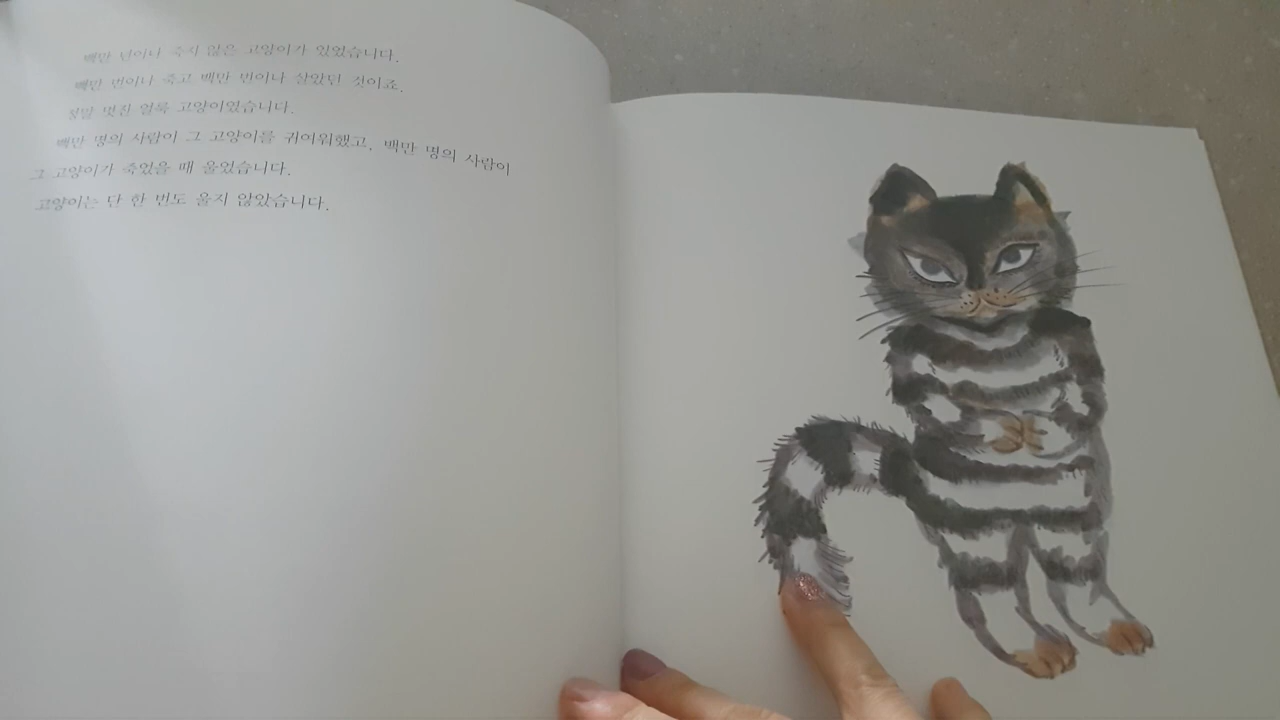 백만 년이나 죽지 않은 고양이가 있었습니다.
백만 번이나 죽고 백만 번이나 살았던 것이죠.
정말 멋진 얼룩 고양이였습니다.
백만 명의 사람이 그 고양이를 귀여워했고, 백만 명의 사람이
그 고양이가 죽었을 때 울었습니다.
고양이는 단 한 번도 울지 않았습니다.